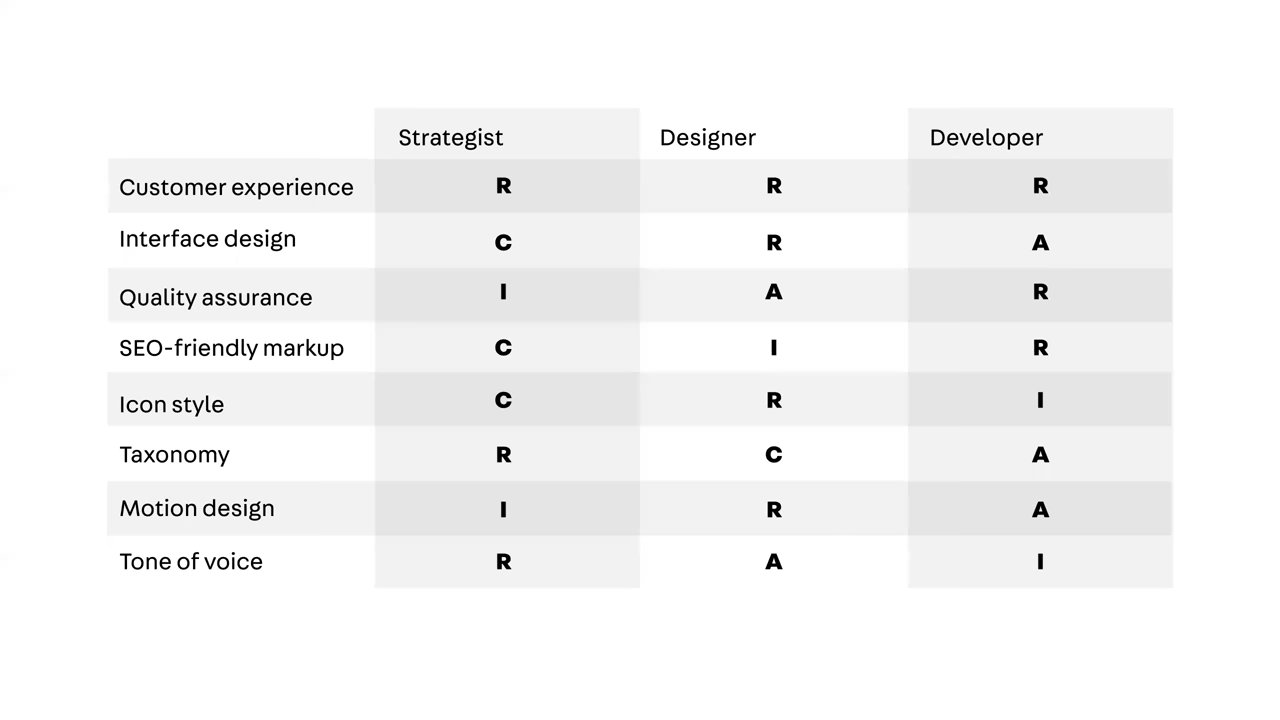 Strategist Designer Developer
Customer experience R R R
Interface design C R A
Quality assurance I A R
SEO-friendly markup C I R
Icon style C R I
Taxonomy R C A
Motion design I R A
Tone of voice R A I